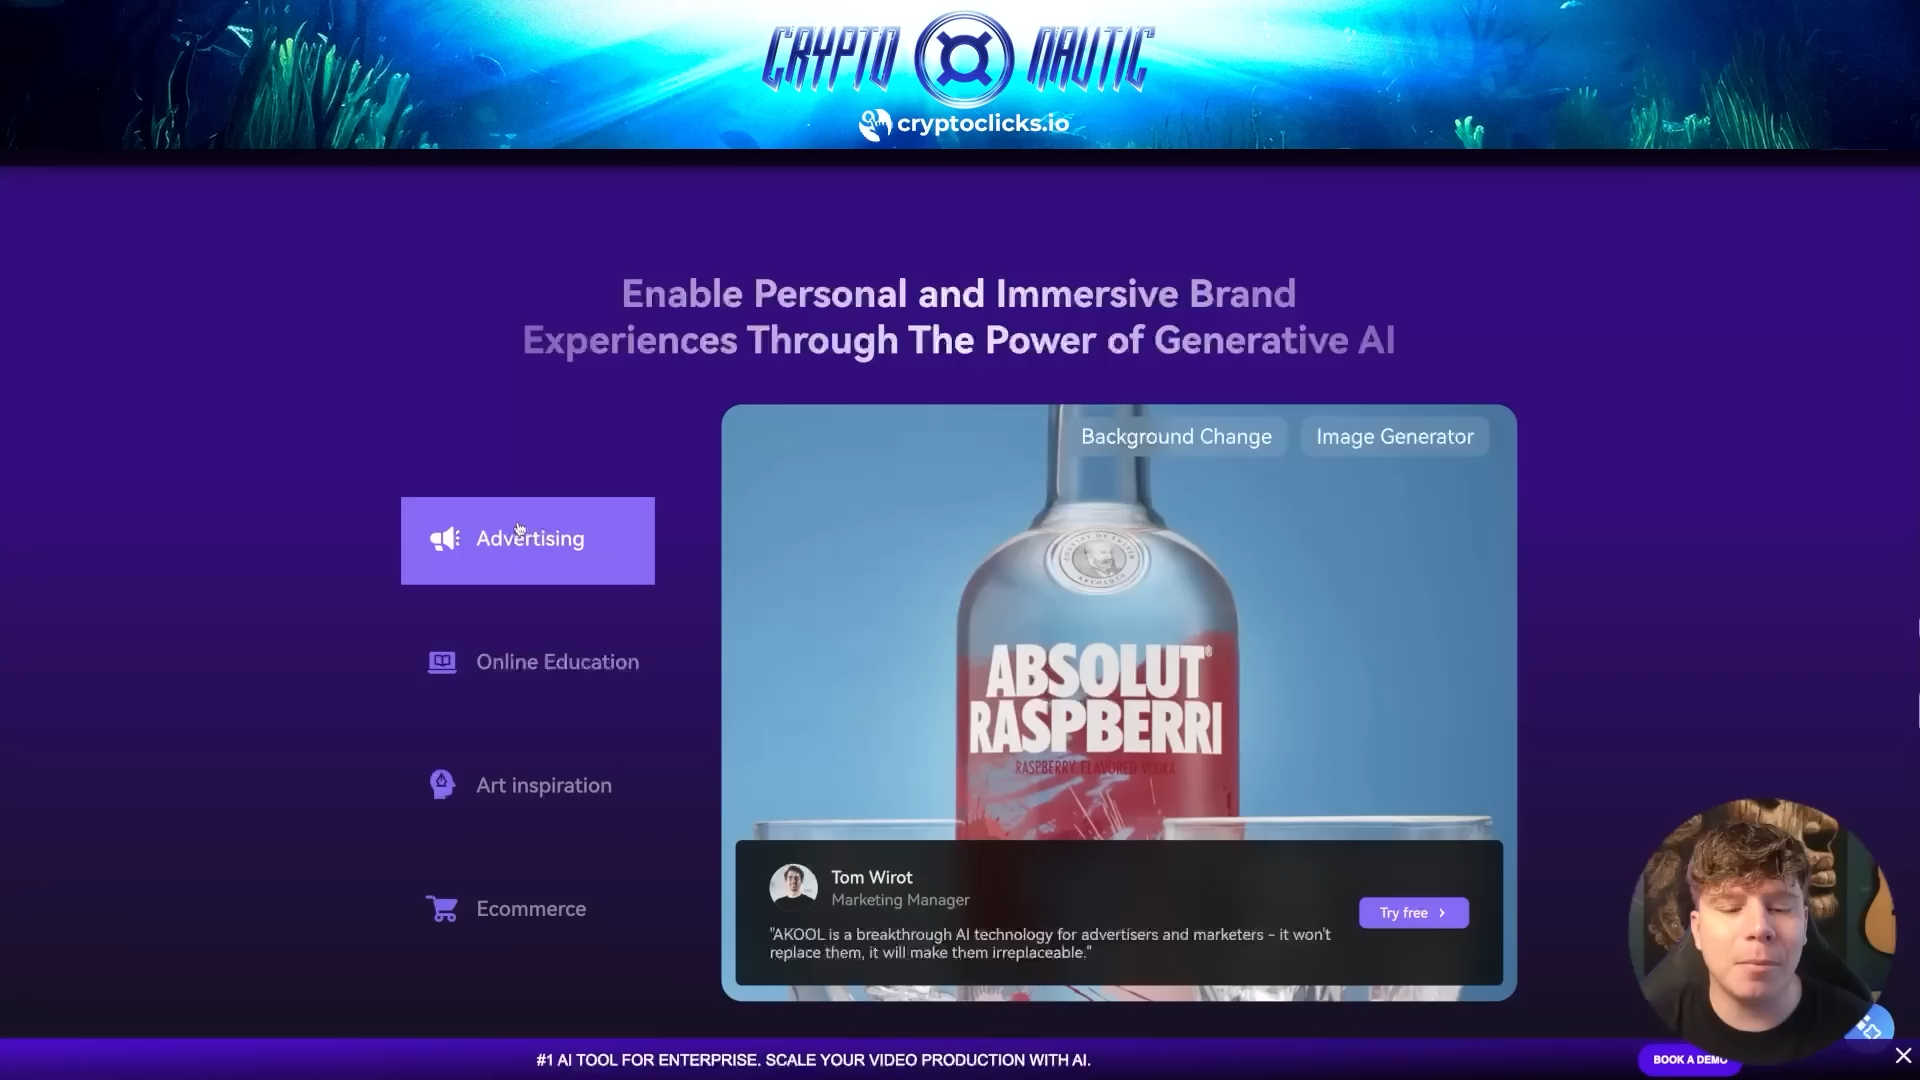 CRYPTO NAUTIC
cryptoclicks.io
Enable Personal and Immersive Brand
Experiences Through The Power of Generative AI
Background Change
Image Generator
Advertising
Online Education
Art inspiration
Ecommerce
COUNTRY OF SWEDEN
ABSOLUT
RASPBERRI
RASPBERRY FLAVORED VODKA
Tom Wirot
Marketing Manager
Try free
"AKOOL is a breakthrough AI technology for advertisers and marketers - it won't
replace them, it will make them irreplaceable."
#1 AI TOOL FOR ENTERPRISE. SCALE YOUR VIDEO PRODUCTION WITH AI.
BOOK A DEMO